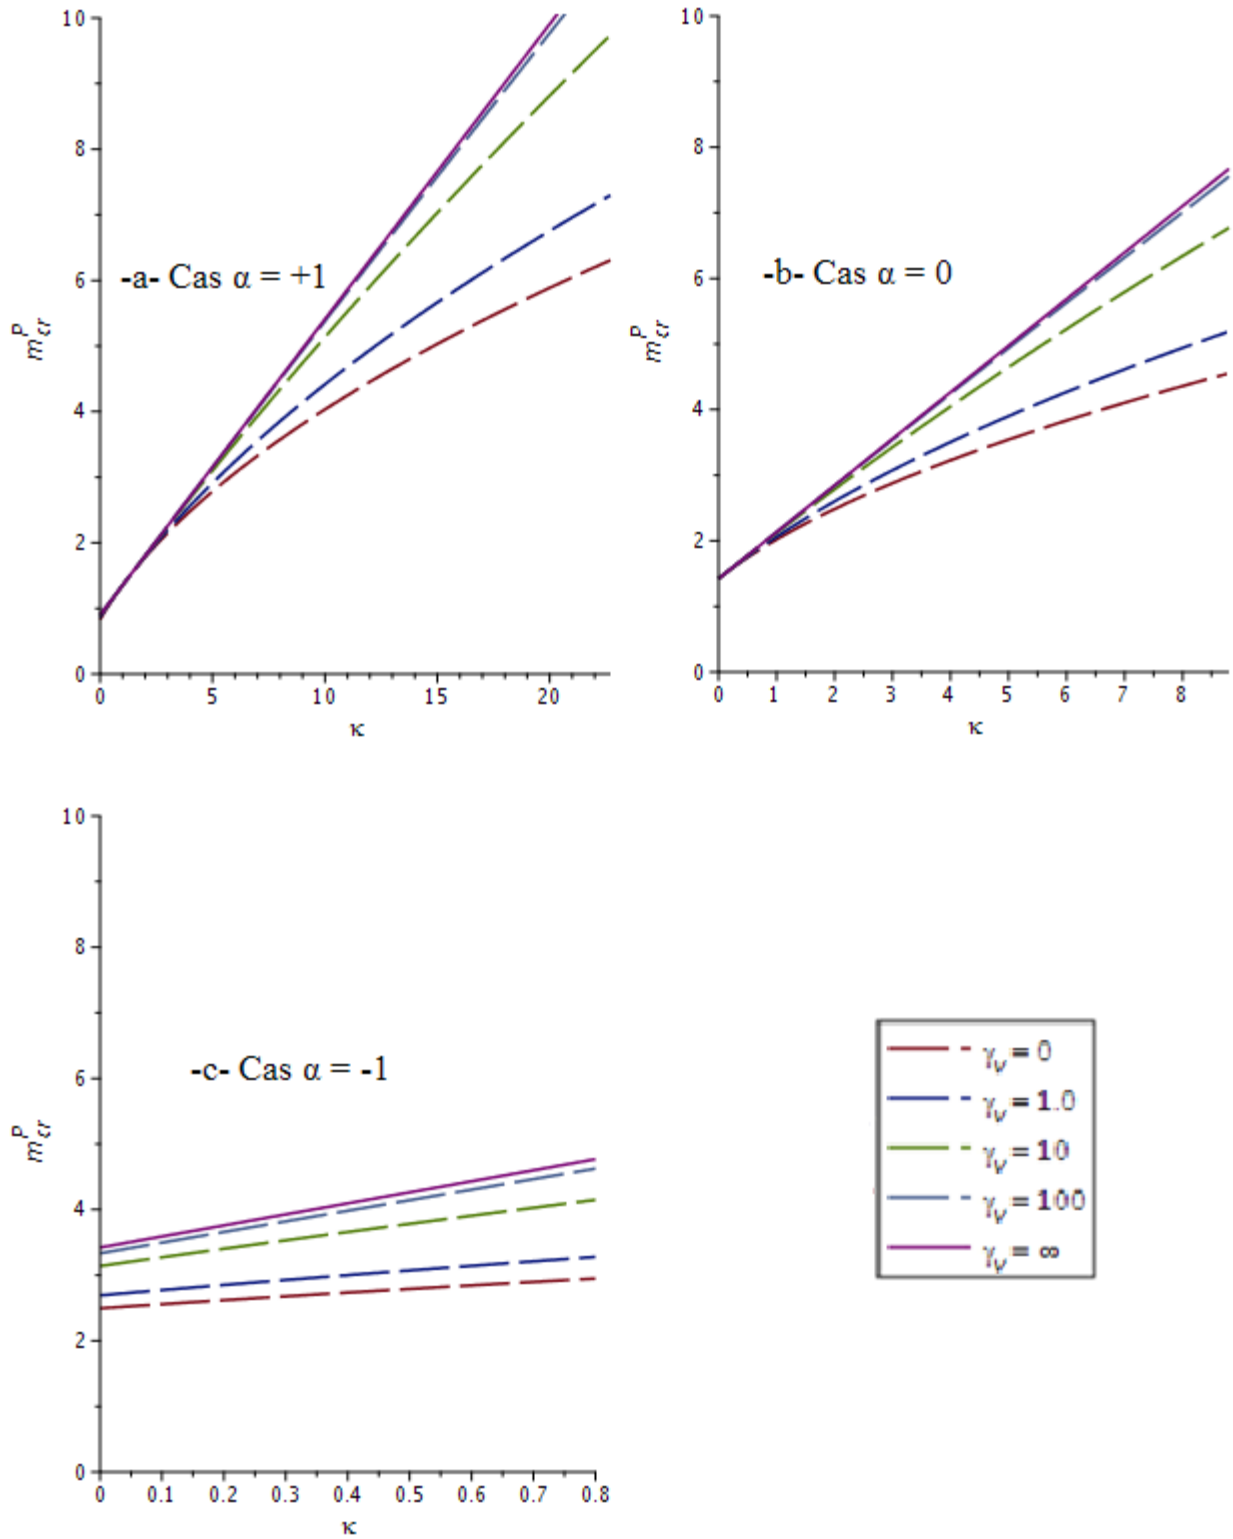 10
8
6
4
2
0
-a- Cas α = +1
m^P_cr
0 5 10 15 20
κ
10
8
6
4
2
0
-b- Cas α = 0
m^P_cr
0 1 2 3 4 5 6 7 8
κ
10
8
6
4
2
0
-c- Cas α = -1
m^P_cr
0 0.1 0.2 0.3 0.4 0.5 0.6 0.7 0.8
κ
γ_v = 0
γ_v = 1.0
γ_v = 10
γ_v = 100
γ_v = ∞